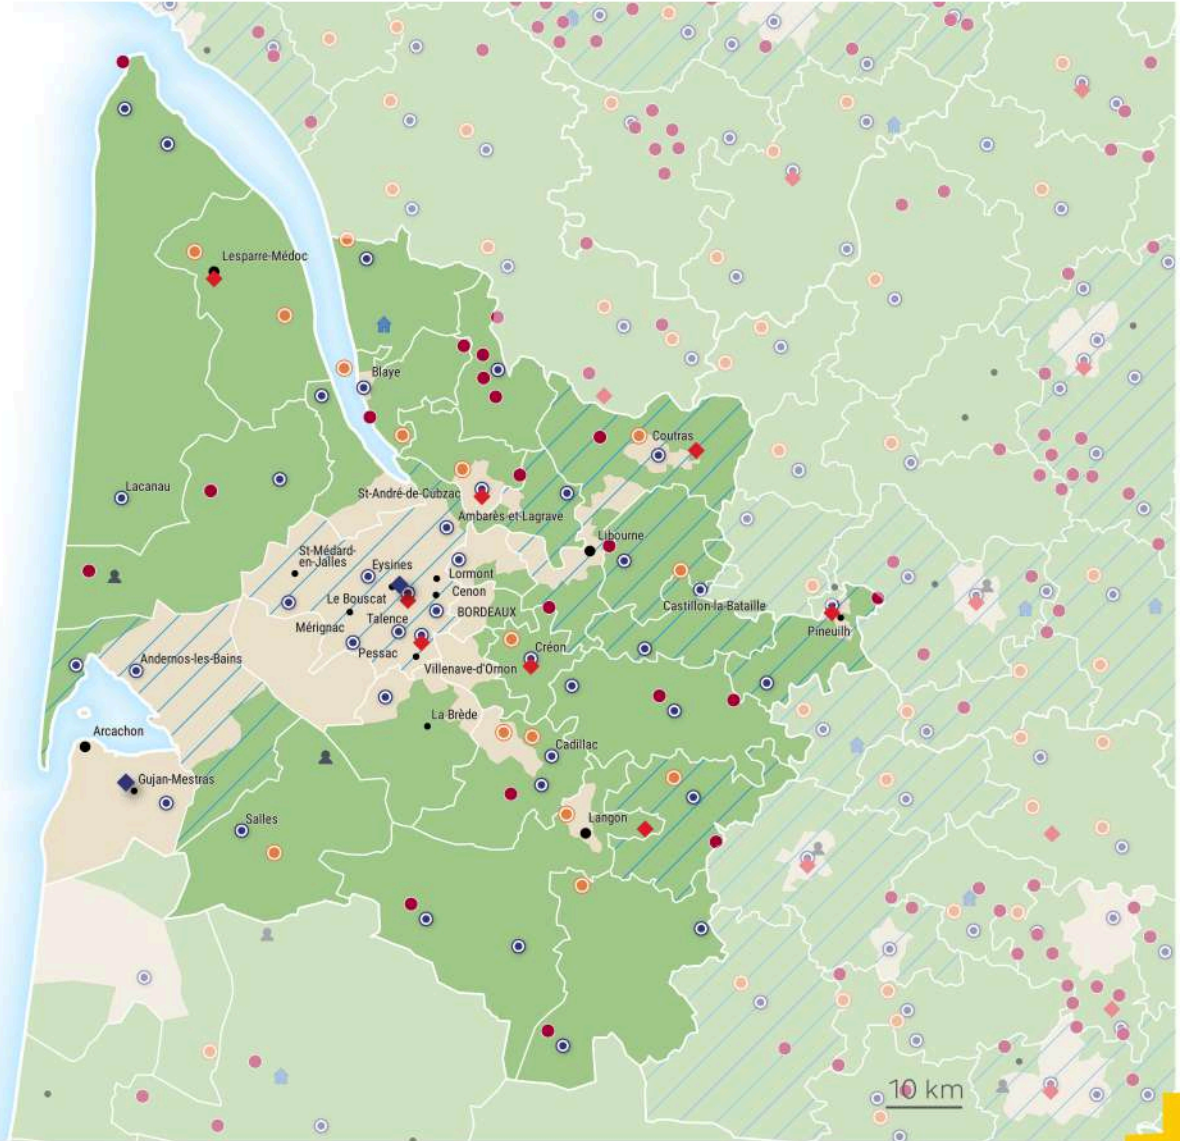 Lesparre-Médoc
Blaye
Coutras
Lacanau
St-André-de-Cubzac
Ambarès-et-Lagrave
Libourne
St-Médard-
en-Jalles
Eysines
Lormont
Cenon
Le Bouscat
BORDEAUX
Castillon-la-Bataille
Talence
Mérignac
Pineuilh
Pessac
Créon
Andernos-les-Bains
Villenave-d'Ornon
La Brède
Arcachon
Cadillac
Gujan-Mestras
Salles
Langon
10 km